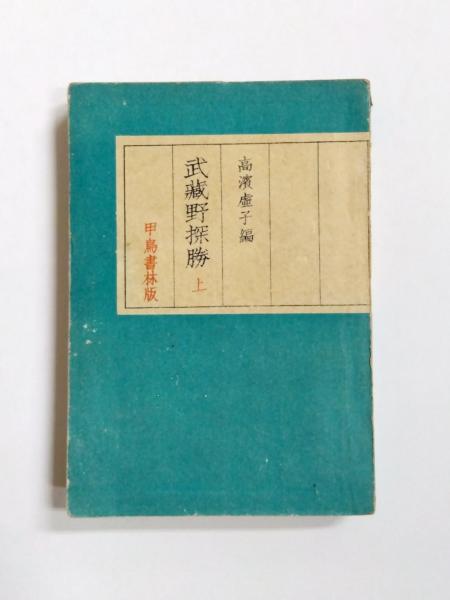 高濱虚子編
武藏野探勝 上
甲鳥書林版